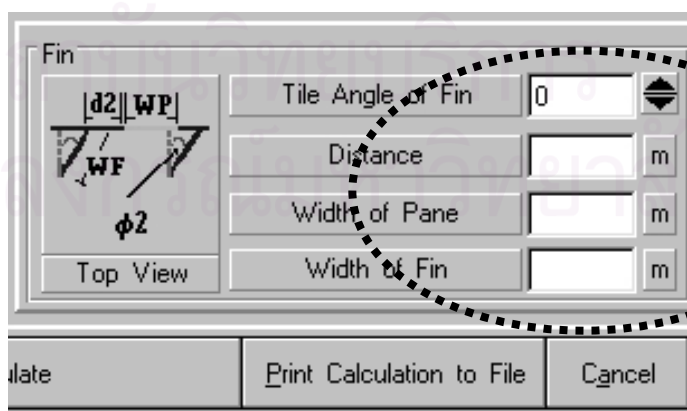 Fin
|d2||WP|
WF
ϕ2
Top View
Tile Angle of Fin 0
Distance m
Width of Pane m
Width of Fin m
ulate Print Calculation to File Cancel